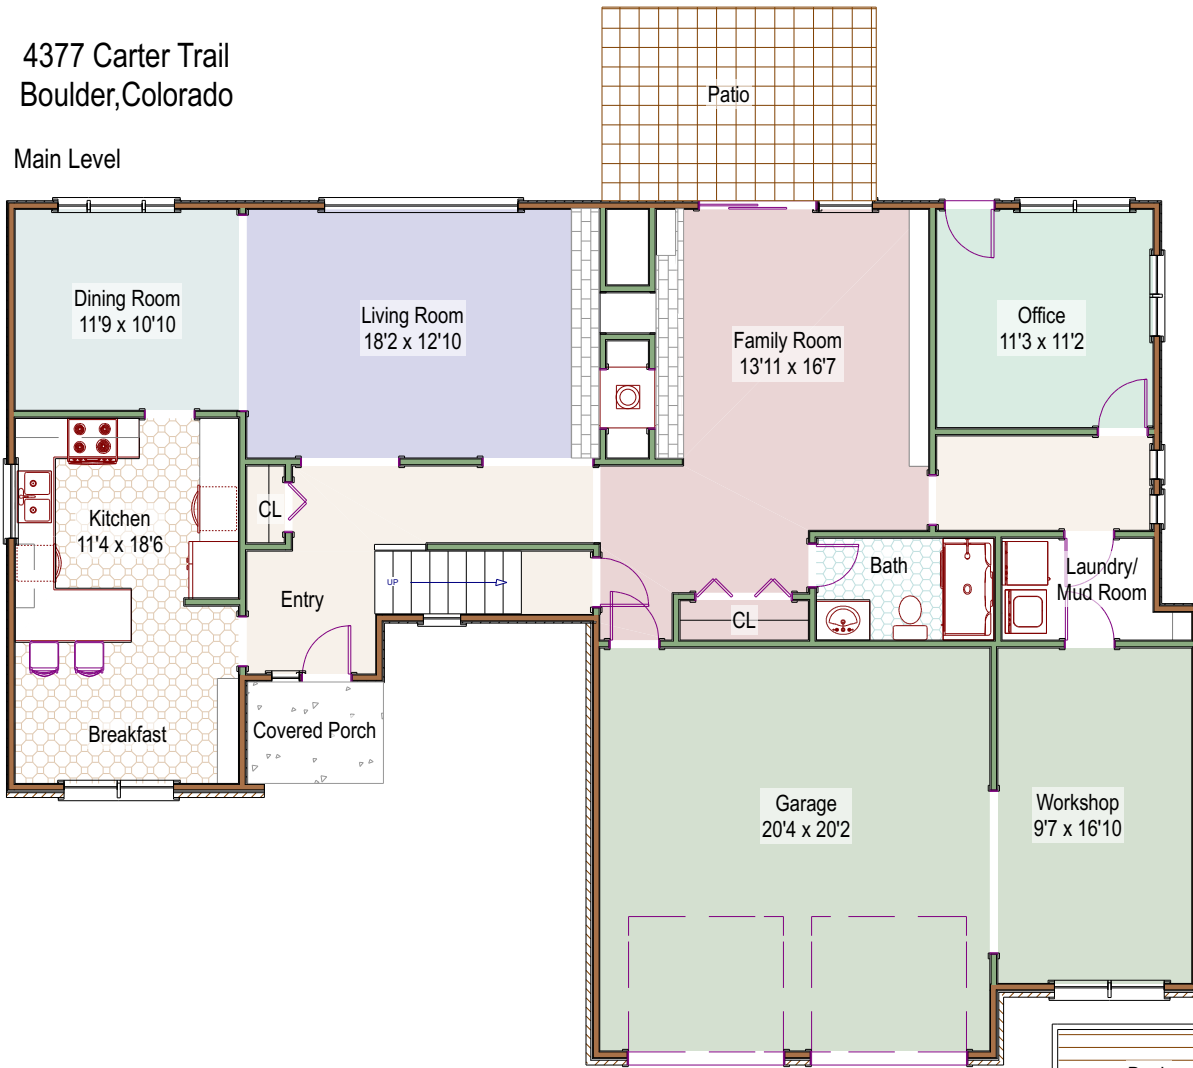 4377 Carter Trail
Boulder,Colorado
Main Level
Patio
Dining Room
11'9 x 10'10
Living Room
18'2 x 12'10
Family Room
13'11 x 16'7
Office
11'3 x 11'2
Kitchen
11'4 x 18'6
CL
UP
Entry
Bath
Laundry/
Mud Room
CL
Breakfast
Covered Porch
Garage
20'4 x 20'2
Workshop
9'7 x 16'10